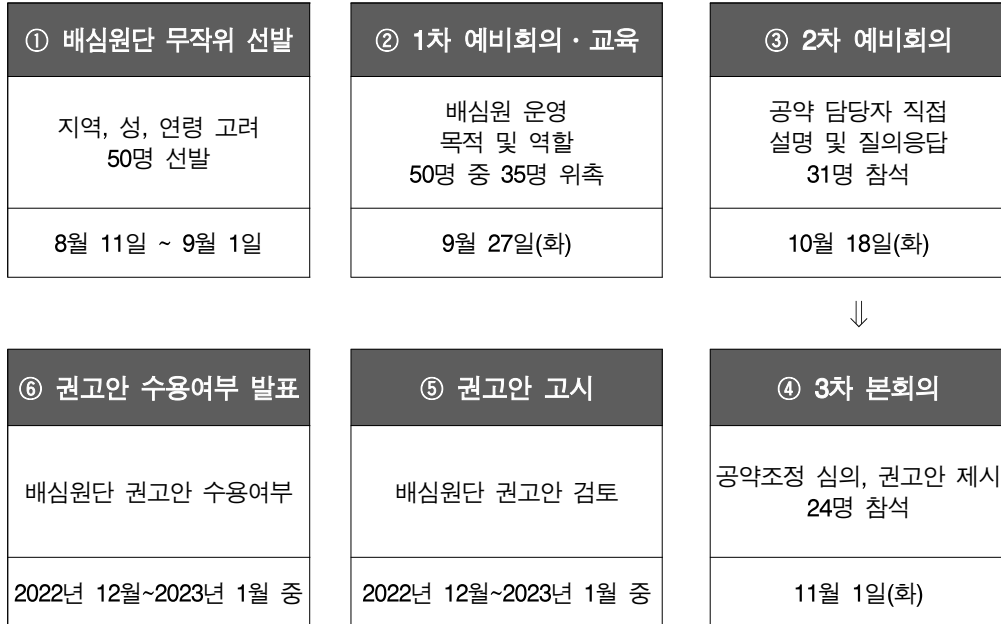 ① 배심원단 무작위 선발
지역, 성, 연령 고려
50명 선발
8월 11일 ~ 9월 1일
② 1차 예비회의·교육
배심원 운영
목적 및 역할
50명 중 35명 위촉
9월 27일(화)
③ 2차 예비회의
공약 담당자 직접
설명 및 질의응답
31명 참석
10월 18일(화)
⇓
④ 3차 본회의
공약조정 심의, 권고안 제시
24명 참석
11월 1일(화)
⑤ 권고안 고시
배심원단 권고안 검토
2022년 12월~2023년 1월 중
⑥ 권고안 수용여부 발표
배심원단 권고안 수용여부
2022년 12월~2023년 1월 중